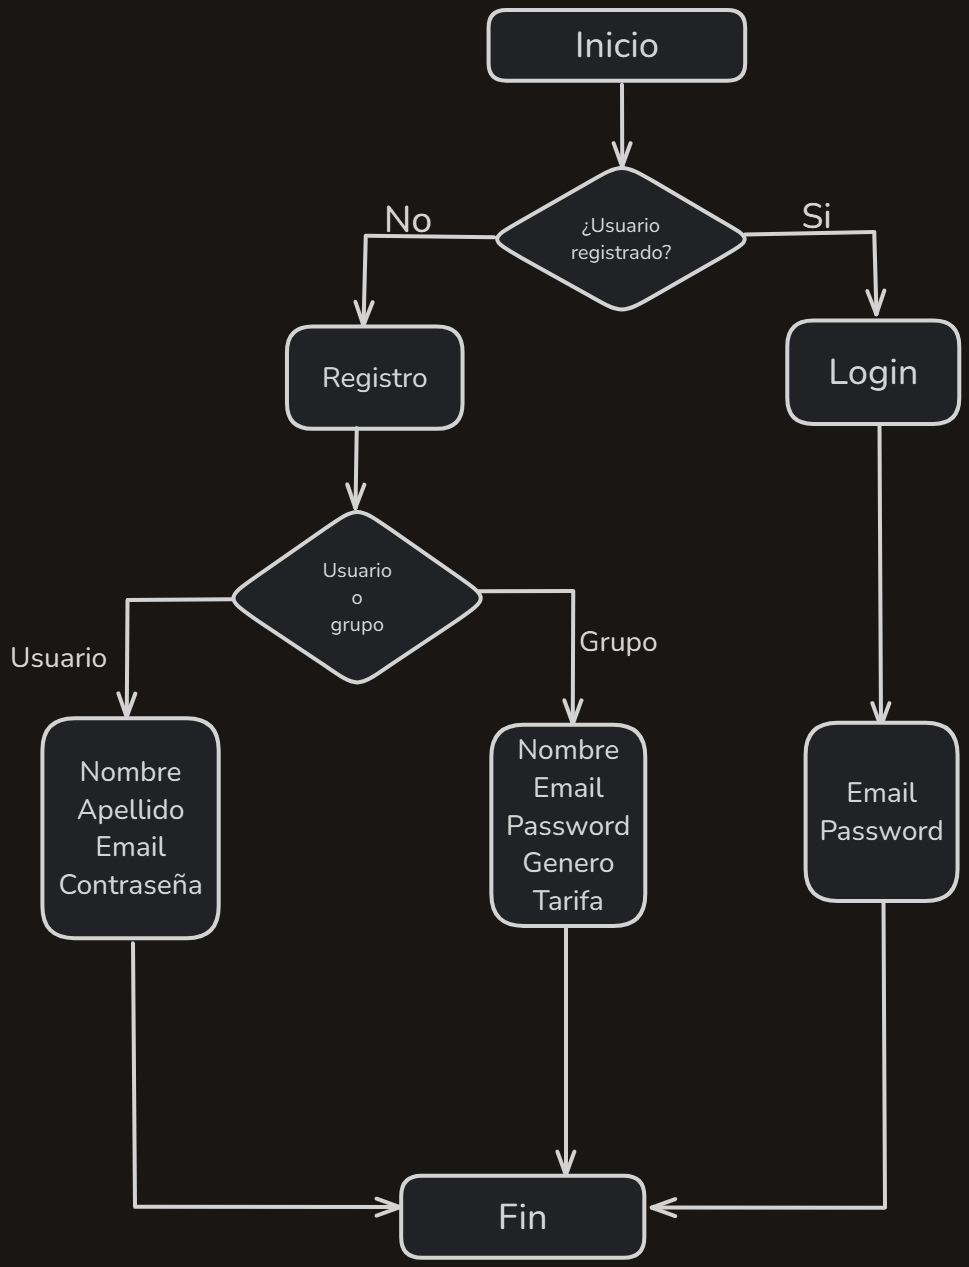 Inicio
¿Usuario
registrado?
No
Si
Registro
Login
Usuario
o
grupo
Usuario
Grupo
Nombre
Apellido
Email
Contraseña
Nombre
Email
Password
Genero
Tarifa
Email
Password
Fin